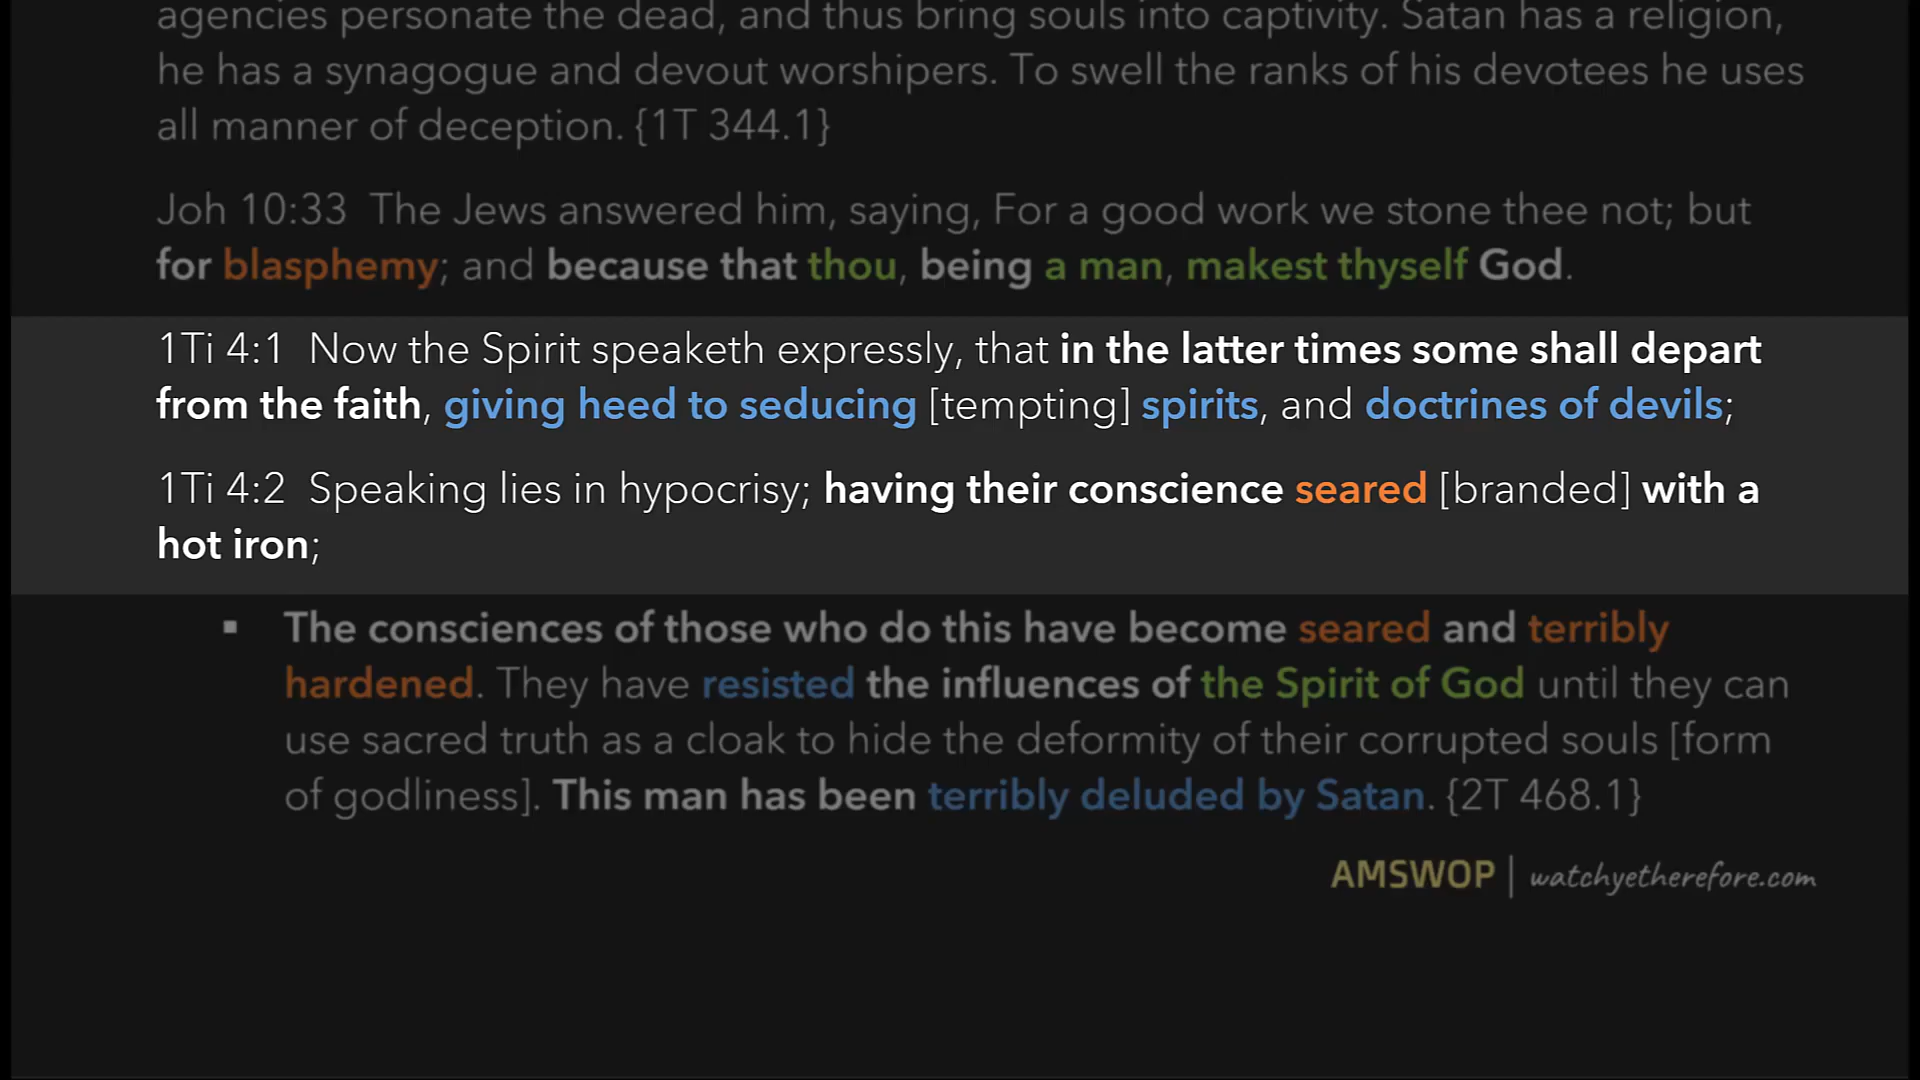 agencies personate the dead, and thus bring souls into captivity. Satan has a religion,
he has a synagogue and devout worshipers. To swell the ranks of his devotees he uses
all manner of deception. {1T 344.1}
Joh 10:33 The Jews answered him, saying, For a good work we stone thee not; but
for blasphemy; and because that thou, being a man, makest thyself God.
1Ti 4:1 Now the Spirit speaketh expressly, that in the latter times some shall depart
from the faith, giving heed to seducing [tempting] spirits, and doctrines of devils;
1Ti 4:2 Speaking lies in hypocrisy; having their conscience seared [branded] with a
hot iron;
▪ The consciences of those who do this have become seared and terribly
hardened. They have resisted the influences of the Spirit of God until they can
use sacred truth as a cloak to hide the deformity of their corrupted souls [form
of godliness]. This man has been terribly deluded by Satan. {2T 468.1}
AMSWOP | watchyetherefore.com